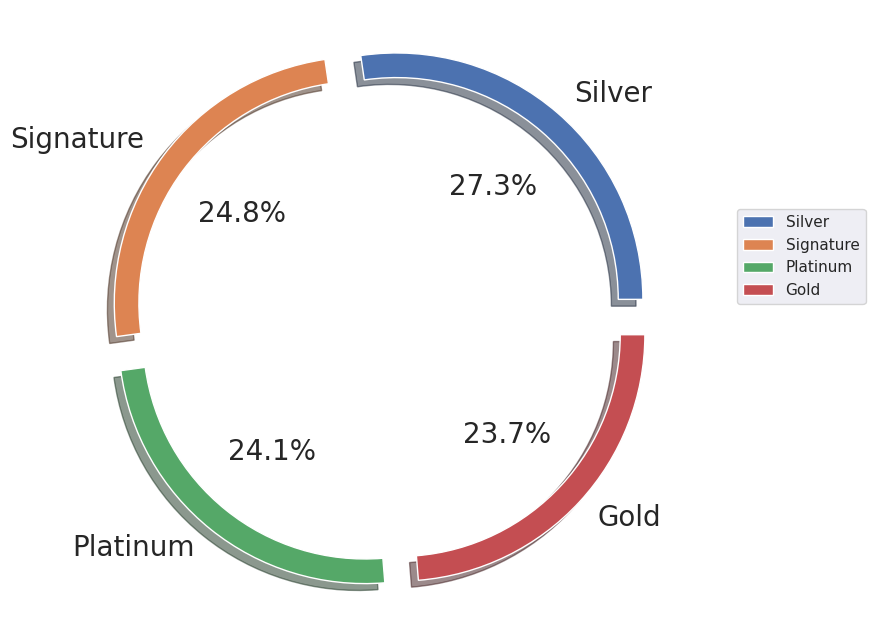 Silver
Signature
27.3%
24.8%
Silver
Signature
Platinum
Gold
23.7%
24.1%
Gold
Platinum